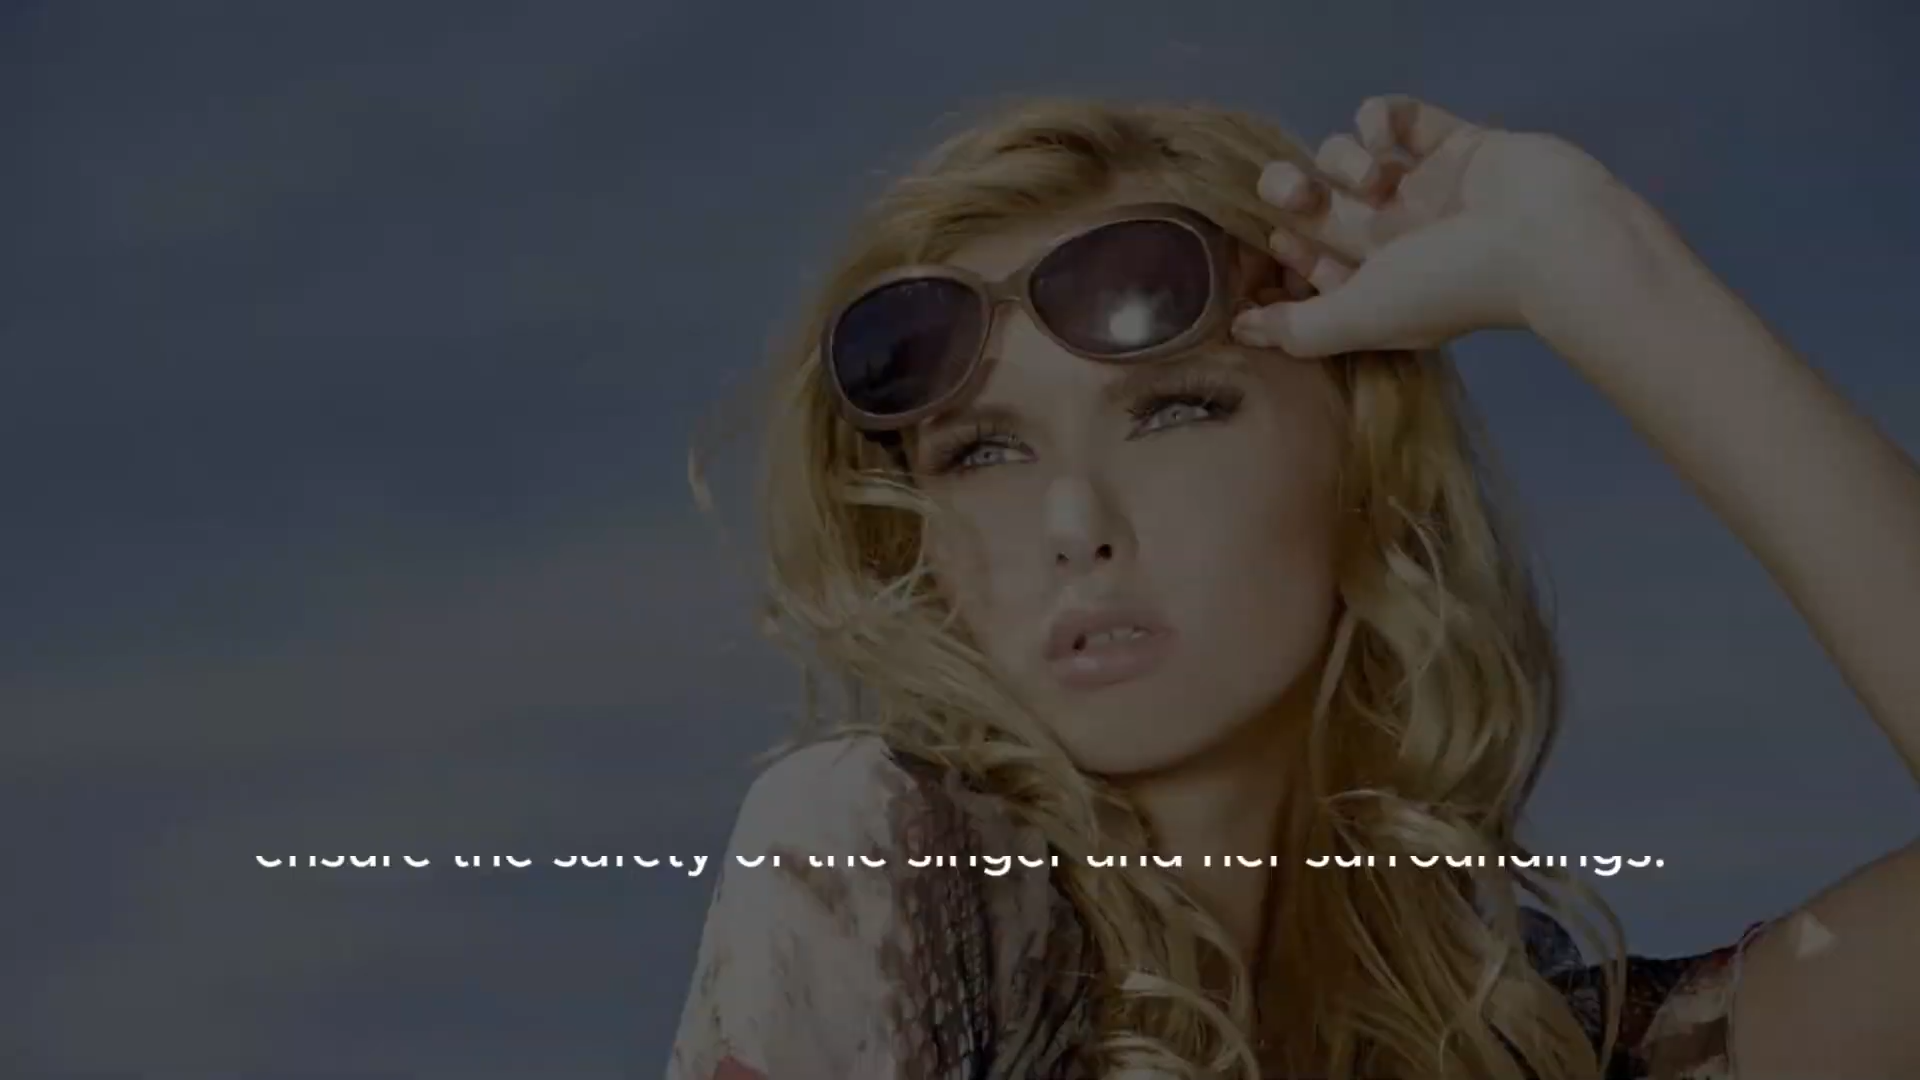 ensure the safety of the singer and her surroundings.